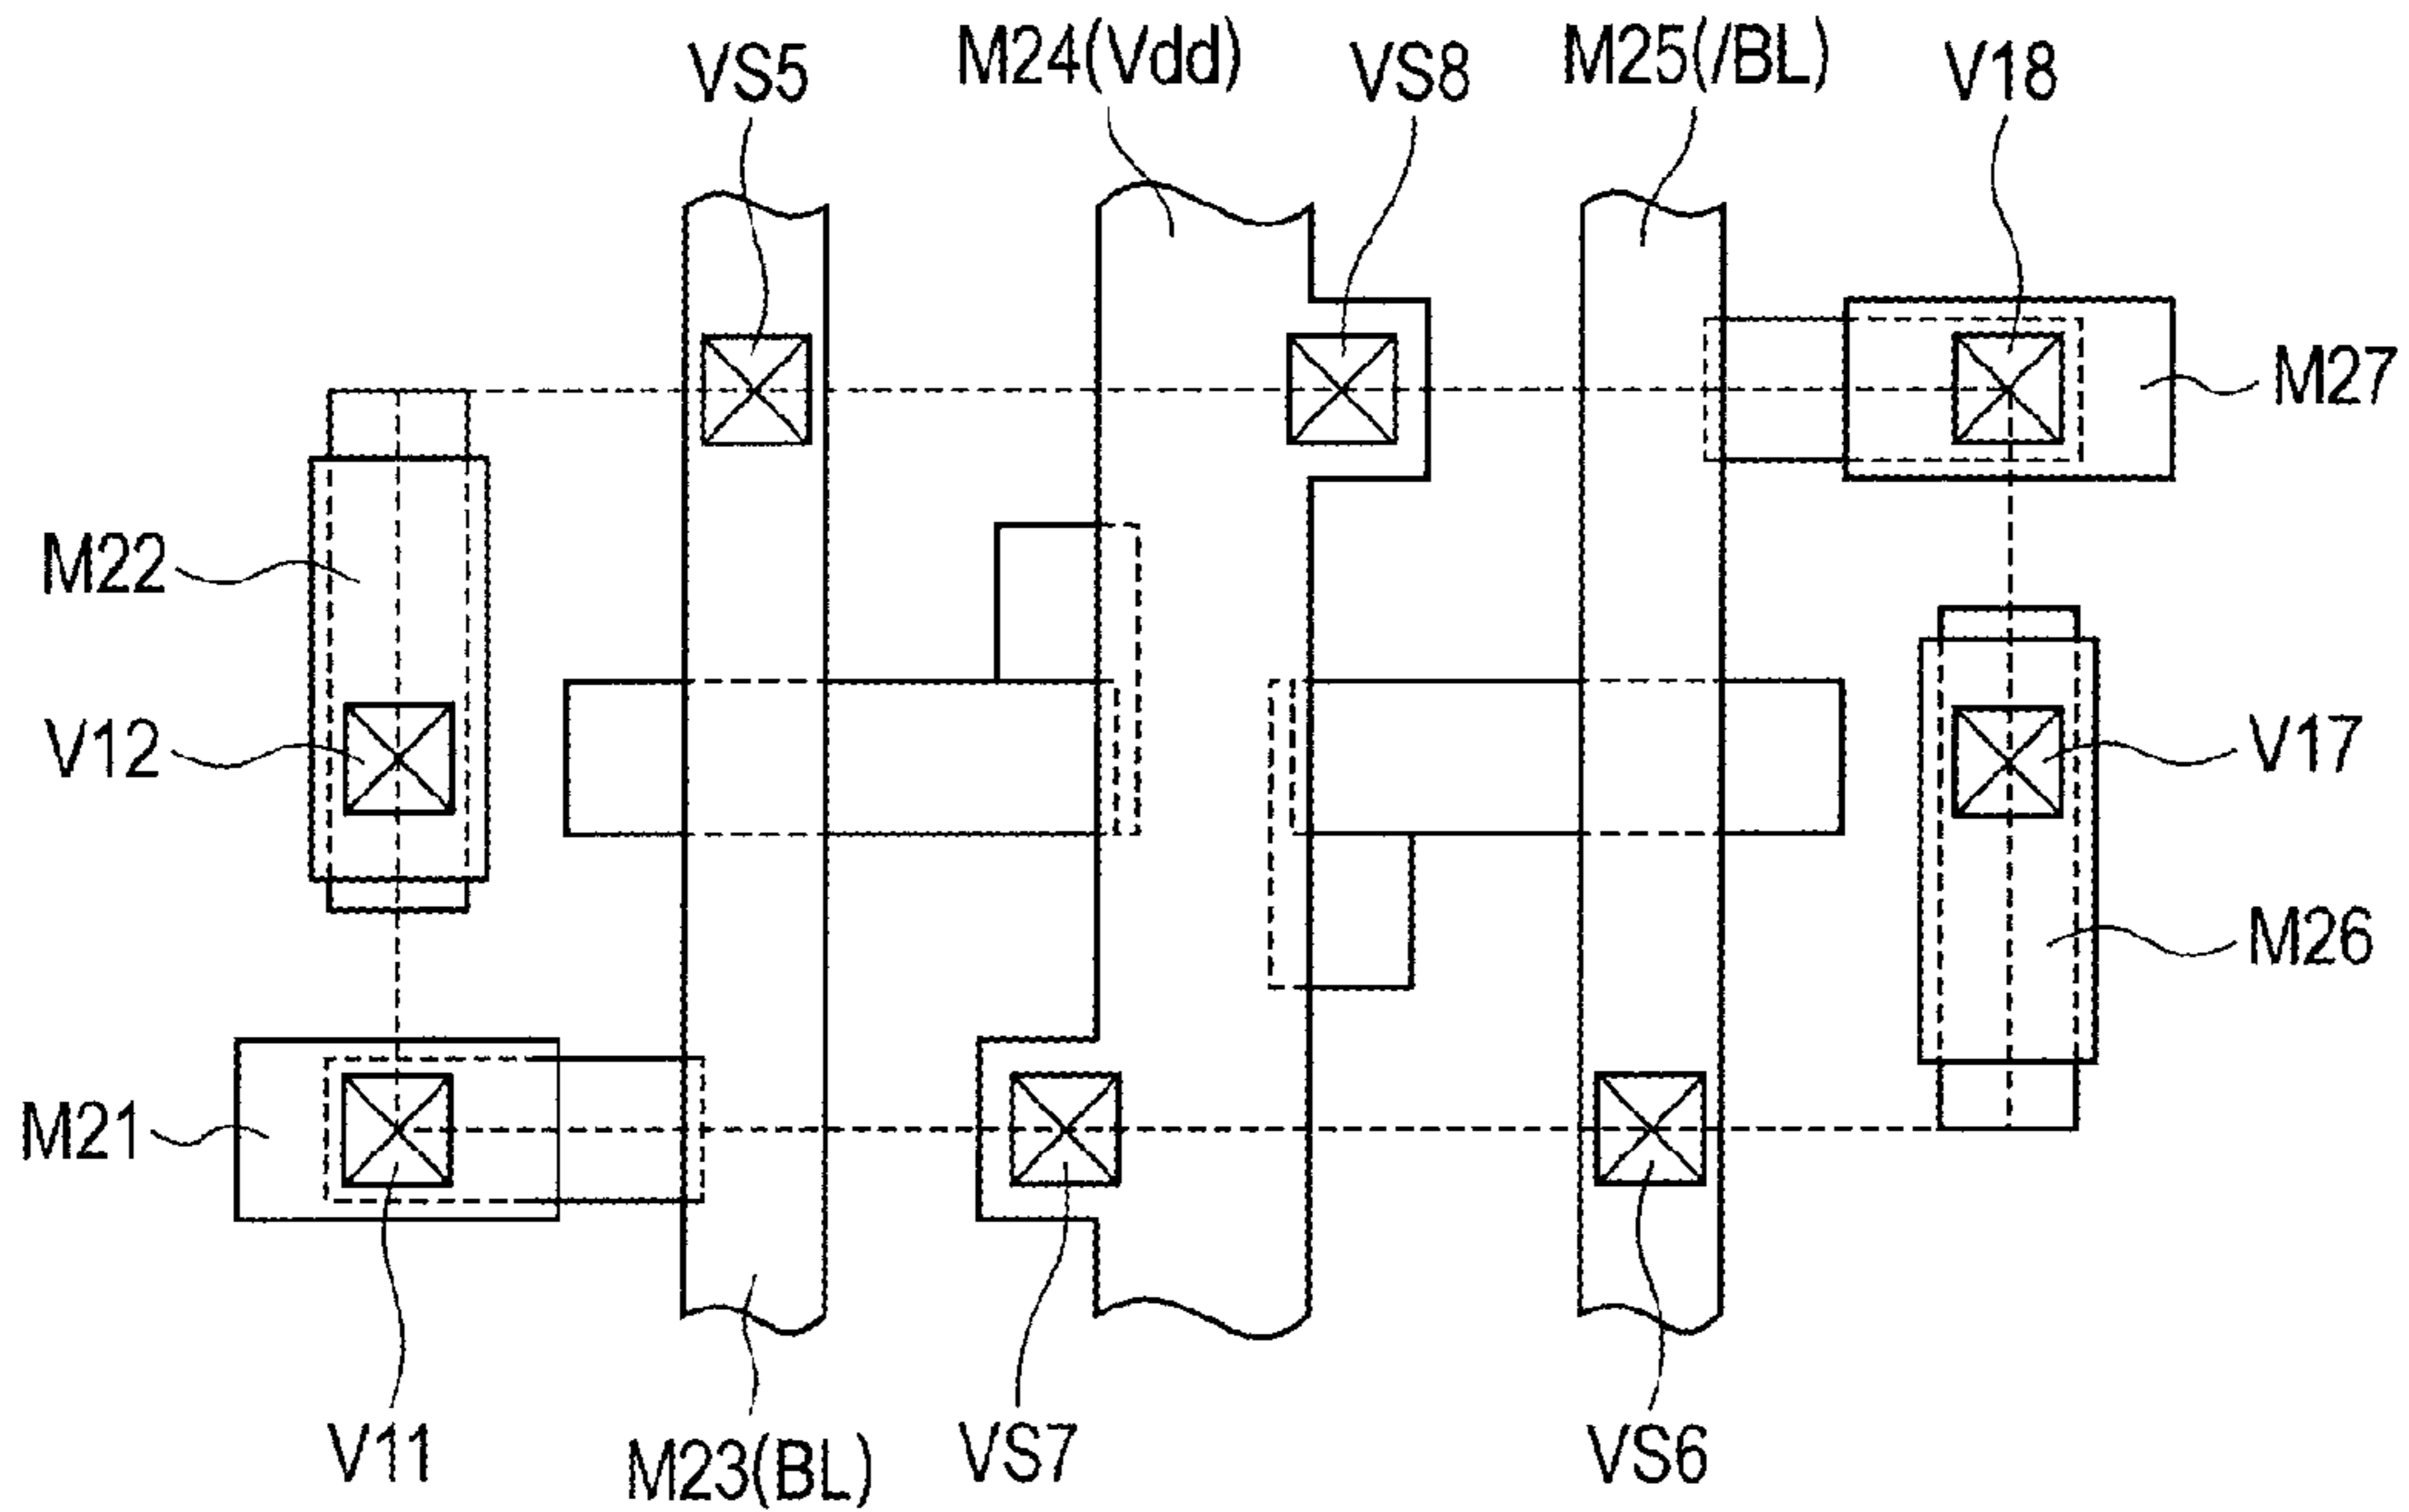 VS5
M24(Vdd)
VS8
M25(/BL)
V18
M27
M22
V12
V17
M26
M21
V11
M23(BL)
VS7
VS6